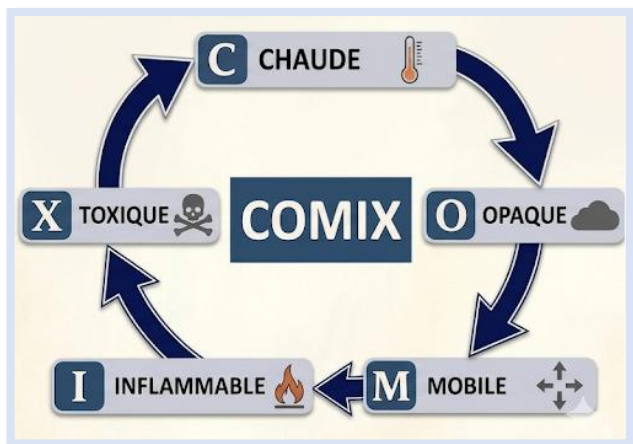 C CHAUDE
O OPAQUE
M MOBILE
I INFLAMMABLE
X TOXIQUE
COMIX